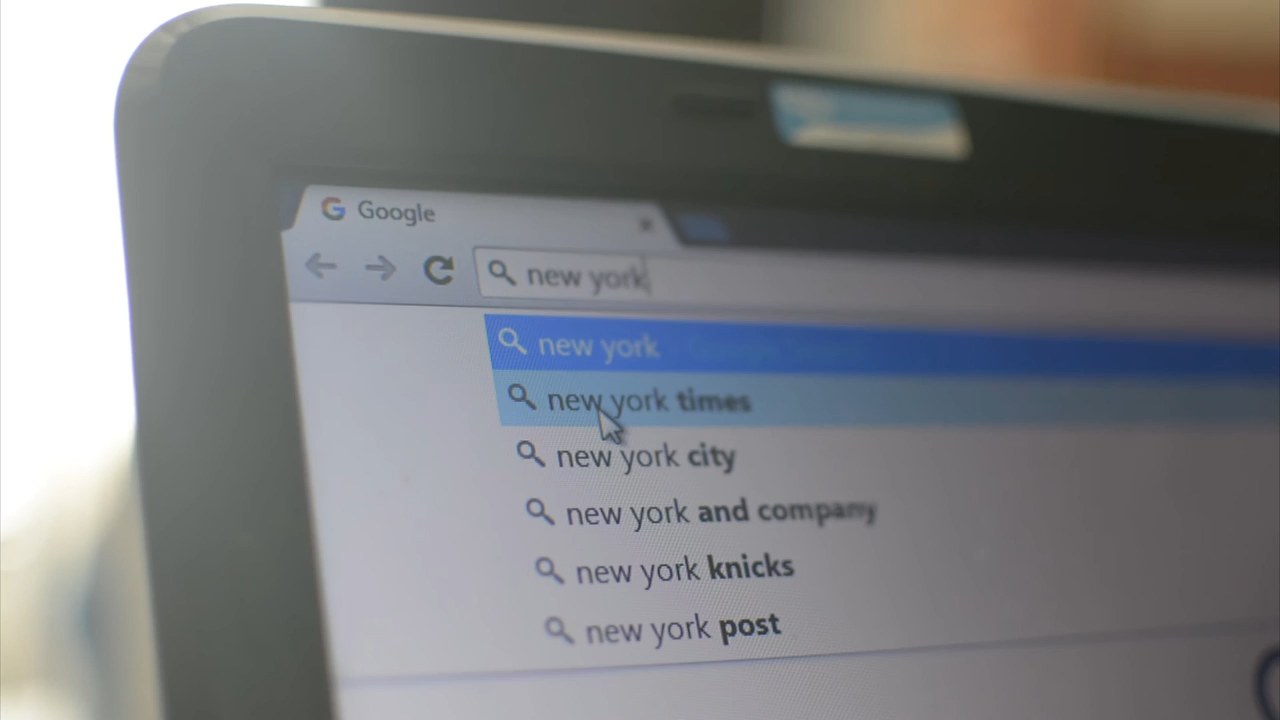 Google
new york
new york
new york times
new york city
new york and company
new york knicks
new york post